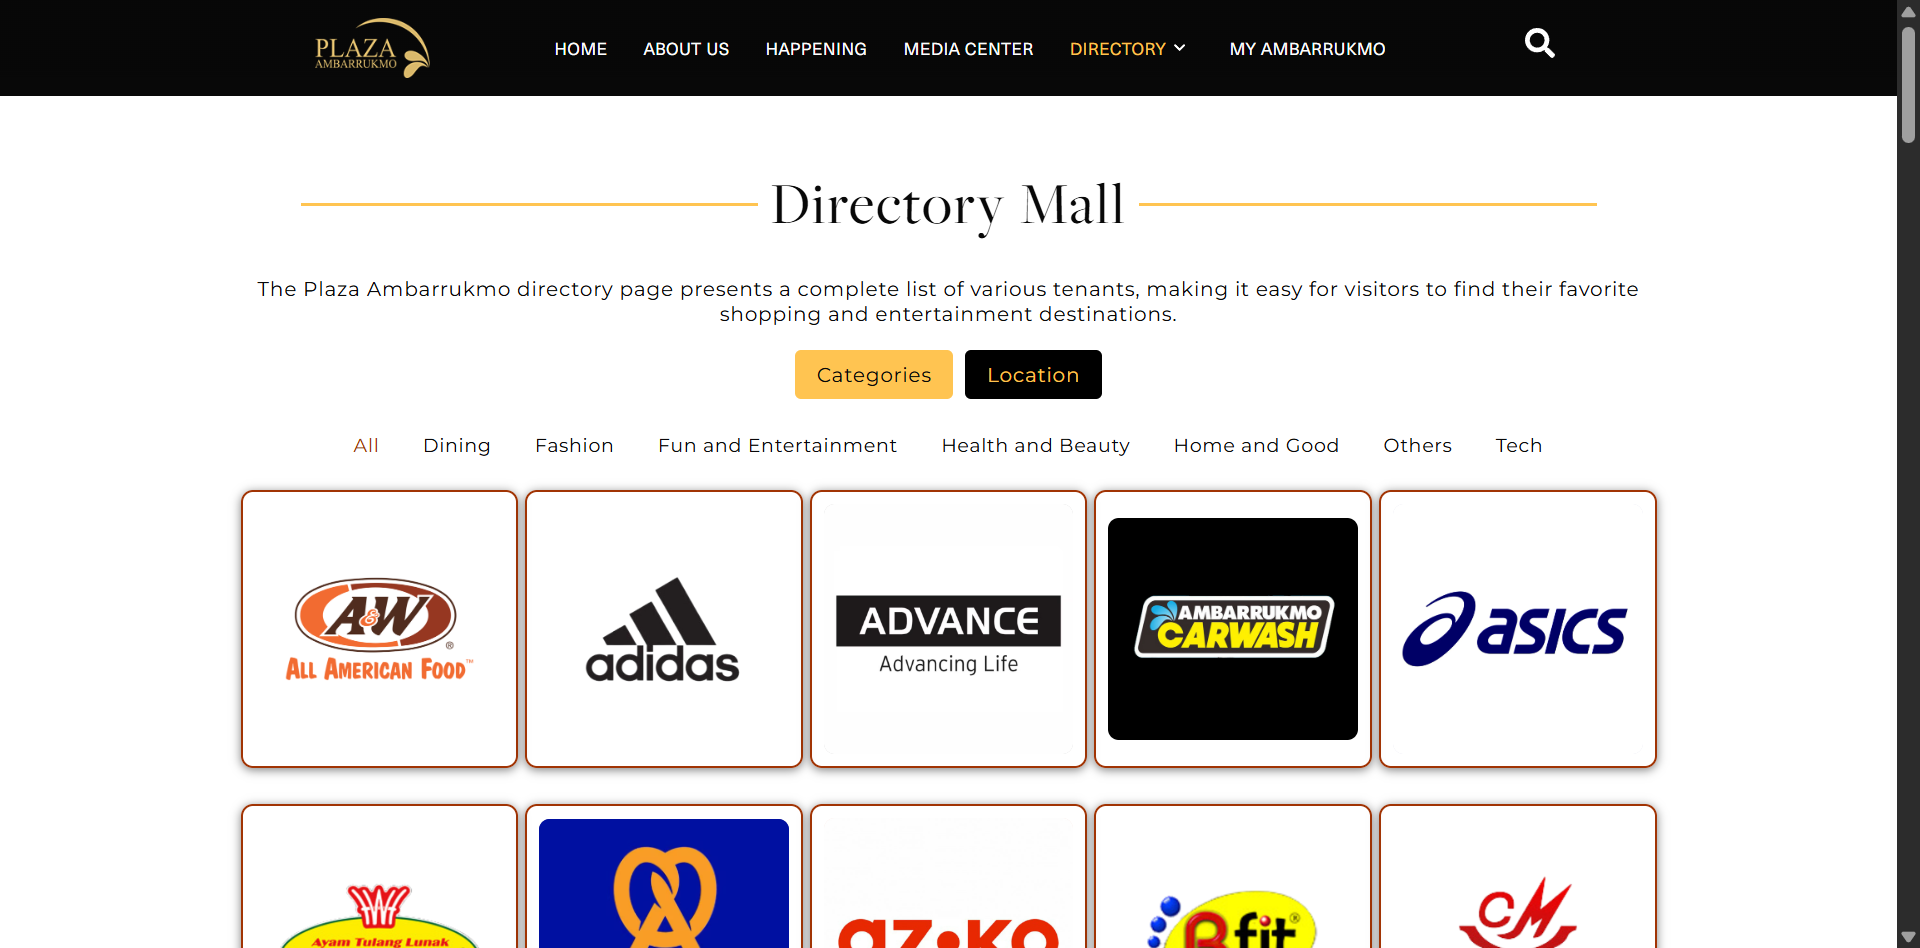 PLAZA
AMBARRUKMO
HOME
ABOUT US
HAPPENING
MEDIA CENTER
DIRECTORY
MY AMBARRUKMO
Directory Mall
The Plaza Ambarrukmo directory page presents a complete list of various tenants, making it easy for visitors to find their favorite
shopping and entertainment destinations.
Categories
Location
All
Dining
Fashion
Fun and Entertainment
Health and Beauty
Home and Good
Others
Tech
A&W®
ALL AMERICAN FOOD™
adidas
ADVANCE
Advancing Life
AMBARRUKMO
CARWASH
asics
Ayam Tulang Lunak
az•ko
Rfit®
CM